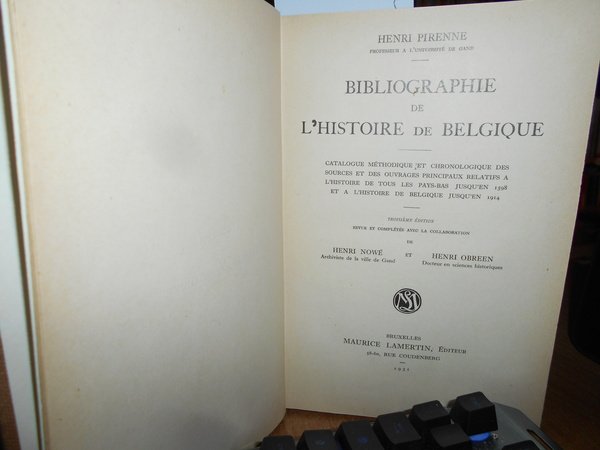 HENRI PIRENNE
PROFESSEUR A L'UNIVERSITÉ DE GAND
BIBLIOGRAPHIE
DE
L'HISTOIRE DE BELGIQUE
CATALOGUE MÉTHODIQUE ET CHRONOLOGIQUE DES
SOURCES ET DES OUVRAGES PRINCIPAUX RELATIFS A
L'HISTOIRE DE TOUS LES PAYS-BAS JUSQU'EN 1598
ET A L'HISTOIRE DE BELGIQUE JUSQU'EN 1914
TROISIÈME ÉDITION
REVUE ET COMPLÉTÉE AVEC LA COLLABORATION
DE
HENRI NOWÉ ET HENRI OBREEN
Archiviste de la ville de Gand Docteur en sciences historiques
BRUXELLES
MAURICE LAMERTIN, ÉDITEUR
58-62, RUE COUDENBERG
1931